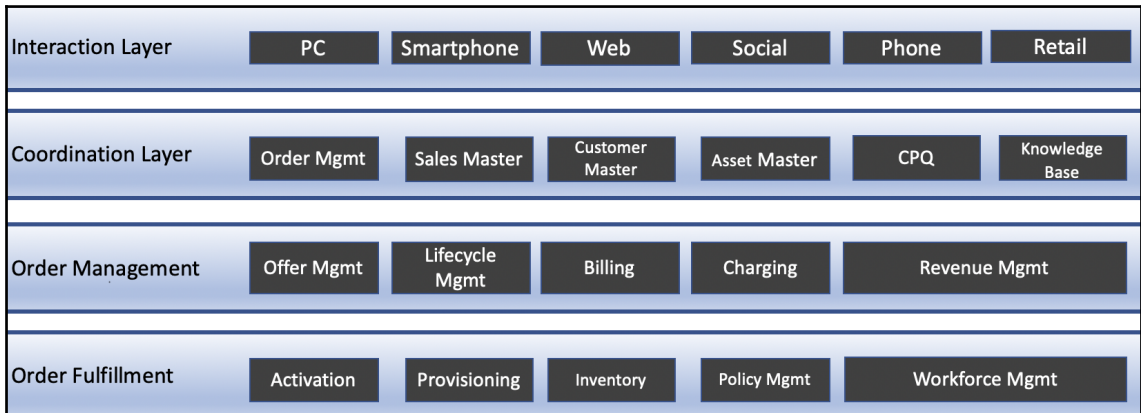 Interaction Layer
PC
Smartphone
Web
Social
Phone
Retail
Coordination Layer
Order Mgmt
Sales Master
Customer
Master
Asset Master
CPQ
Knowledge
Base
Order Management
Offer Mgmt
Lifecycle
Mgmt
Billing
Charging
Revenue Mgmt
Order Fulfillment
Activation
Provisioning
Inventory
Policy Mgmt
Workforce Mgmt